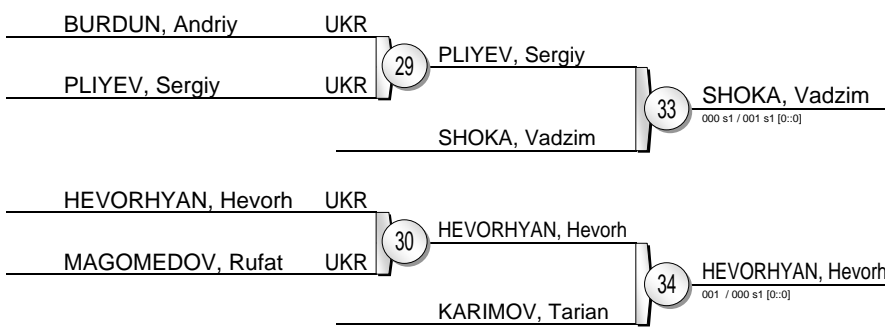 BURDUN, Andriy UKR
29 PLIYEV, Sergiy
PLIYEV, Sergiy UKR
33 SHOKA, Vadzim
000 s1 / 001 s1 [0::0]
SHOKA, Vadzim
HEVORHYAN, Hevorh UKR
30 HEVORHYAN, Hevorh
MAGOMEDOV, Rufat UKR
34 HEVORHYAN, Hevorh
001 / 000 s1 [0::0]
KARIMOV, Tarian